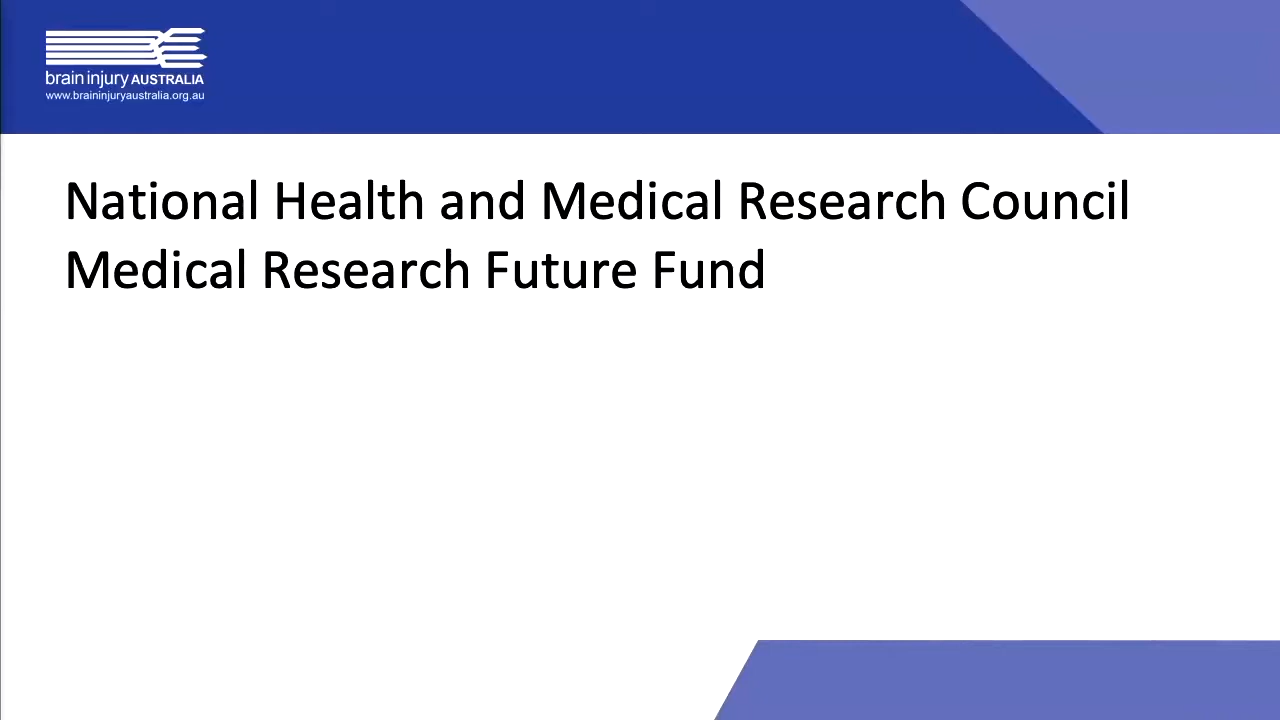 brain injury AUSTRALIA
www.braininjuryaustralia.org.au
National Health and Medical Research Council
Medical Research Future Fund